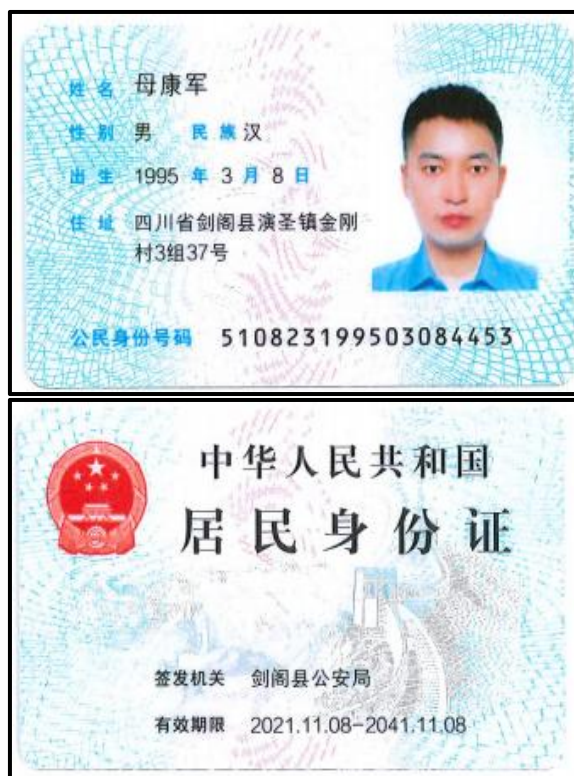 姓名 母康军
性别 男 民族 汉
出生 1995 年 3 月 8 日
住址 四川省剑阁县演圣镇金刚
村3组37号
公民身份号码 510823199503084453
中华人民共和国
居民身份证
签发机关 剑阁县公安局
有效期限 2021.11.08-2041.11.08